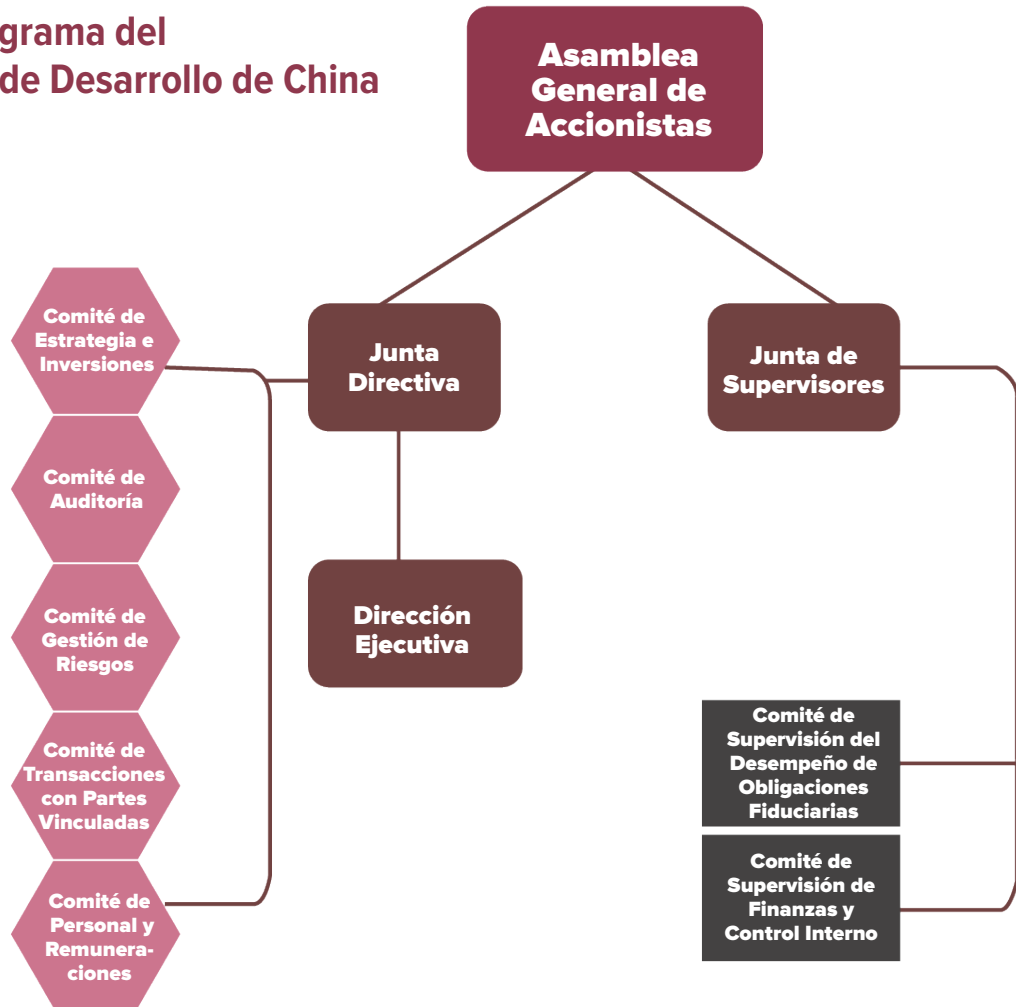 grama del
de Desarrollo de China
Asamblea
General de
Accionistas
Junta
Directiva
Junta de
Supervisores
Dirección
Ejecutiva
Comité de
Estrategia e
Inversiones
Comité de
Auditoría
Comité de
Gestión de
Riesgos
Comité de
Transacciones
con Partes
Vinculadas
Comité de
Personal y
Remunera-
ciones
Comité de
Supervisión del
Desempeño de
Obligaciones
Fiduciarias
Comité de
Supervisión de
Finanzas y
Control Interno